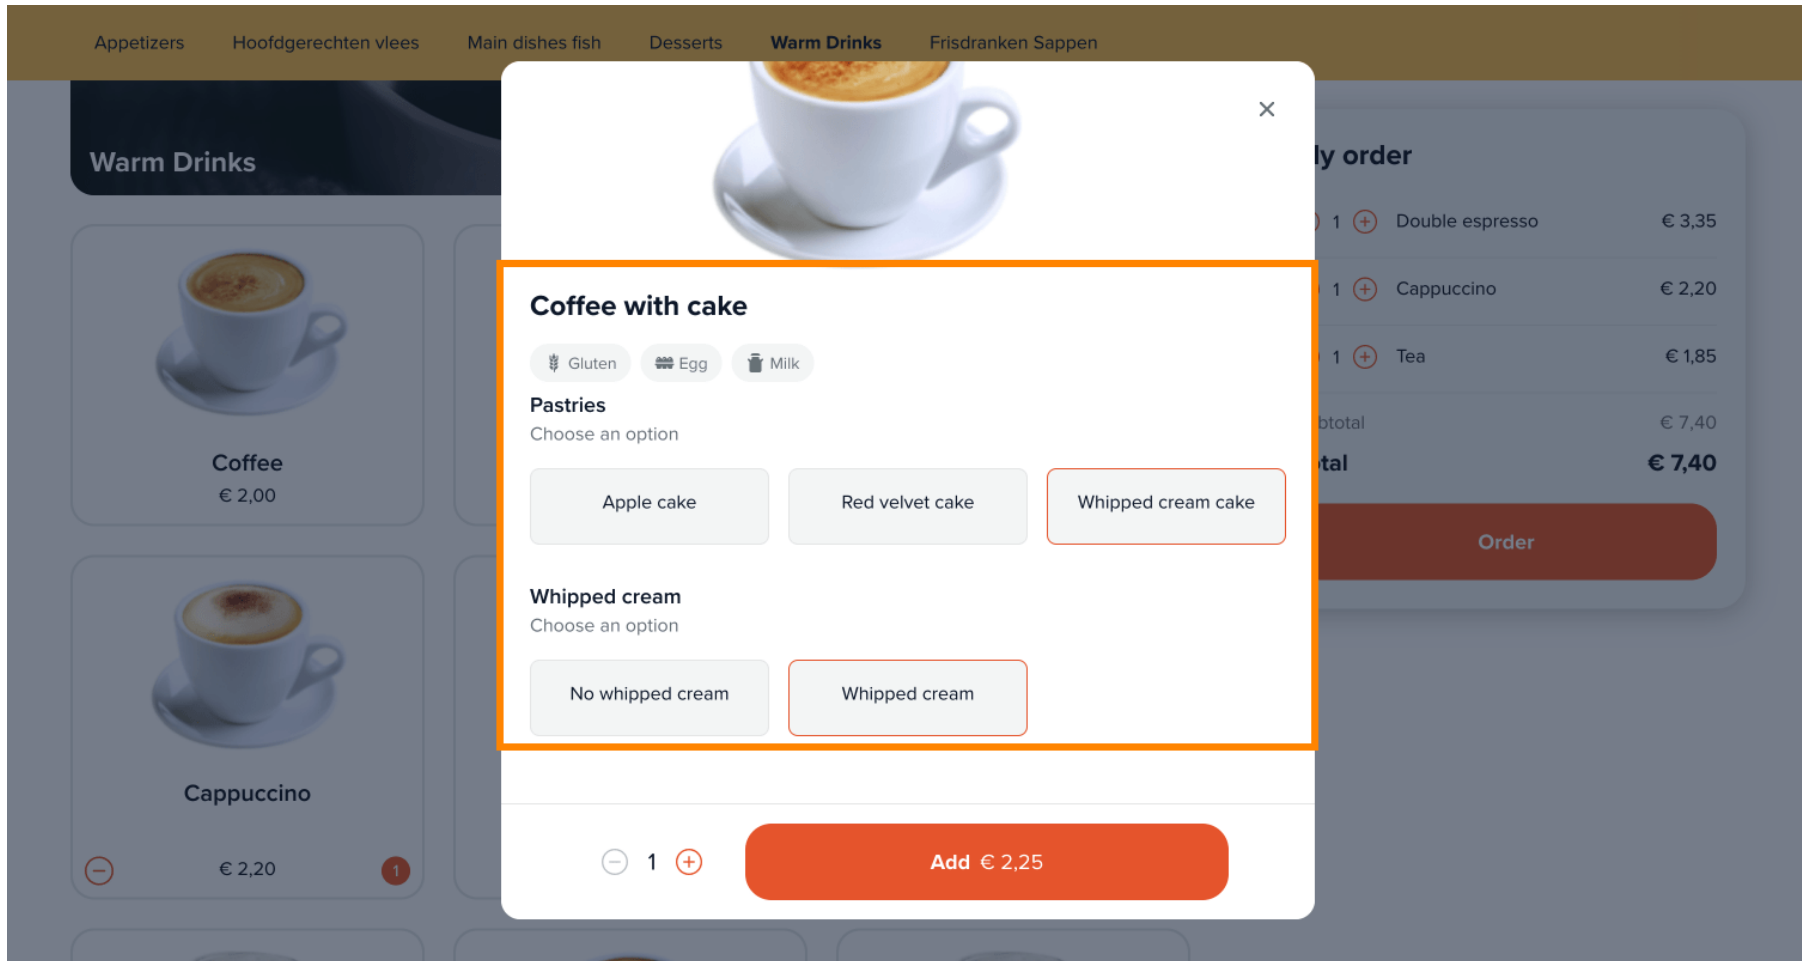 Appetizers Hoofdgerechten vlees Main dishes fish Desserts Warm Drinks Frisdranken Sappen
Warm Drinks
Coffee
€ 2,00
Cappuccino
€ 2,20 1
Coffee with cake
Gluten Egg Milk
Pastries
Choose an option
Apple cake Red velvet cake Whipped cream cake
Whipped cream
Choose an option
No whipped cream Whipped cream
1 Add € 2,25
order
1 Double espresso € 3,35
1 Cappuccino € 2,20
1 Tea € 1,85
btotal € 7,40
tal € 7,40
Order